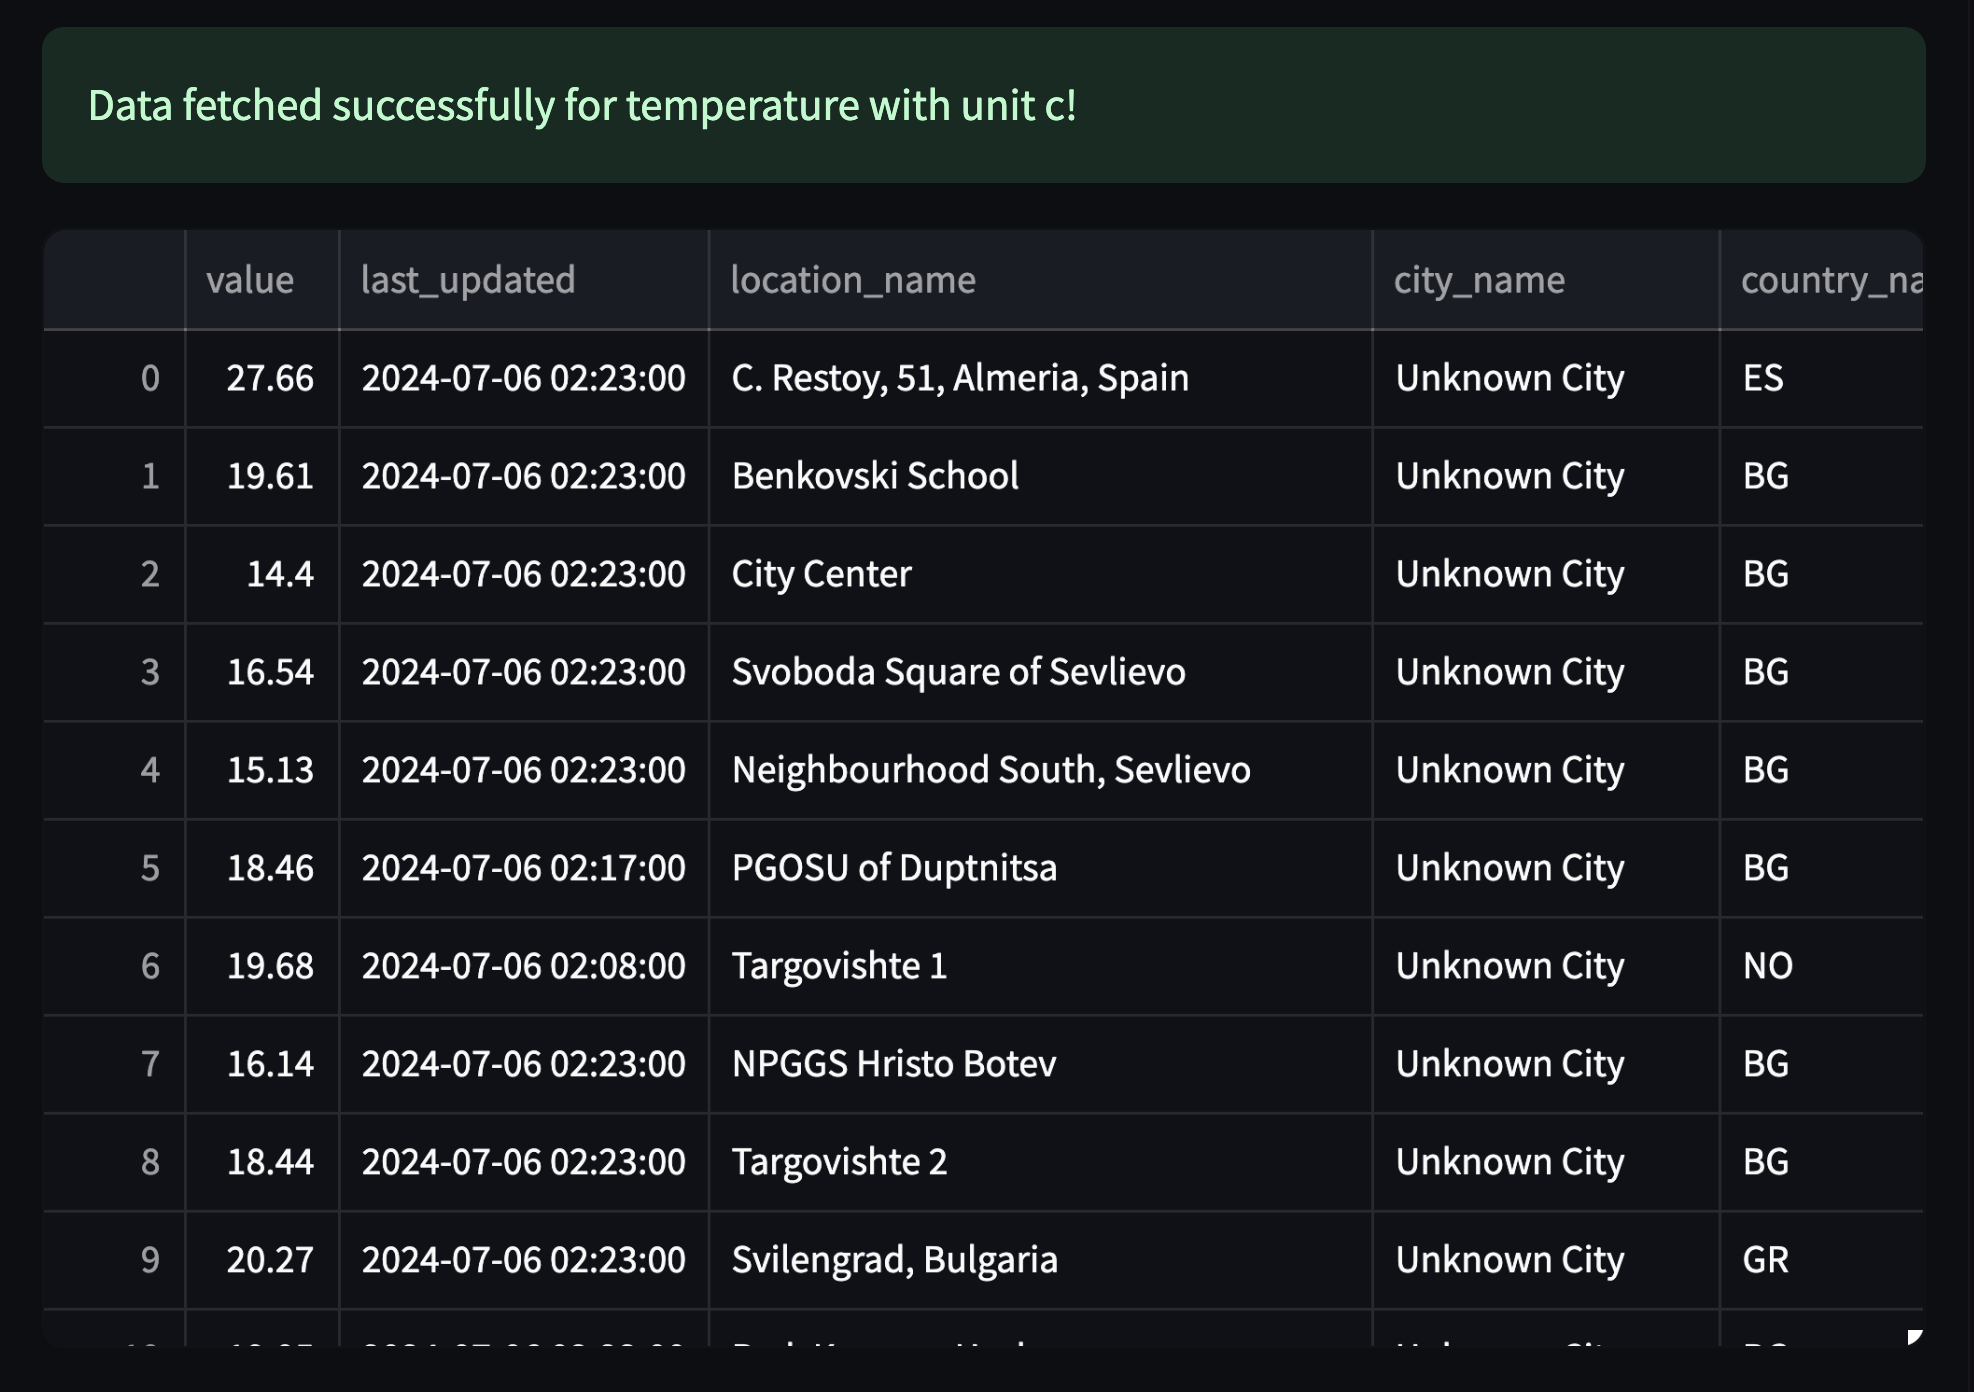 Data fetched successfully for temperature with unit c!
value last_updated location_name city_name country_na
0 27.66 2024-07-06 02:23:00 C. Restoy, 51, Almeria, Spain Unknown City ES
1 19.61 2024-07-06 02:23:00 Benkovski School Unknown City BG
2 14.4 2024-07-06 02:23:00 City Center Unknown City BG
3 16.54 2024-07-06 02:23:00 Svoboda Square of Sevlievo Unknown City BG
4 15.13 2024-07-06 02:23:00 Neighbourhood South, Sevlievo Unknown City BG
5 18.46 2024-07-06 02:17:00 PGOSU of Duptnitsa Unknown City BG
6 19.68 2024-07-06 02:08:00 Targovishte 1 Unknown City NO
7 16.14 2024-07-06 02:23:00 NPGGS Hristo Botev Unknown City BG
8 18.44 2024-07-06 02:23:00 Targovishte 2 Unknown City BG
9 20.27 2024-07-06 02:23:00 Svilengrad, Bulgaria Unknown City GR